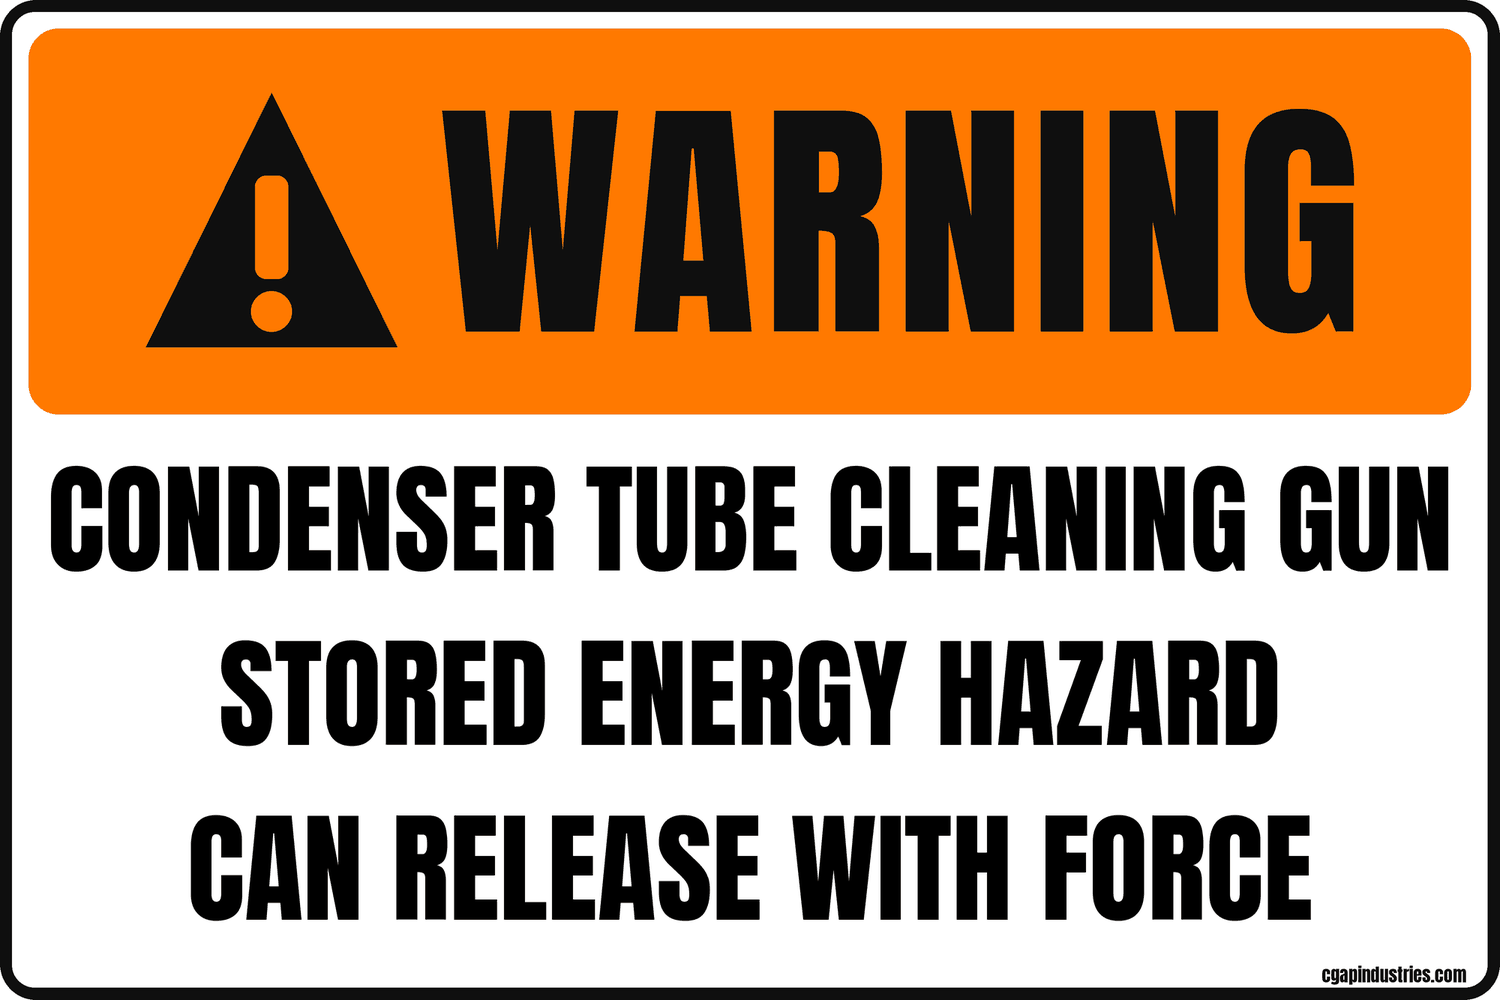 WARNING
CONDENSER TUBE CLEANING GUN
STORED ENERGY HAZARD
CAN RELEASE WITH FORCE
cgapindustries.com